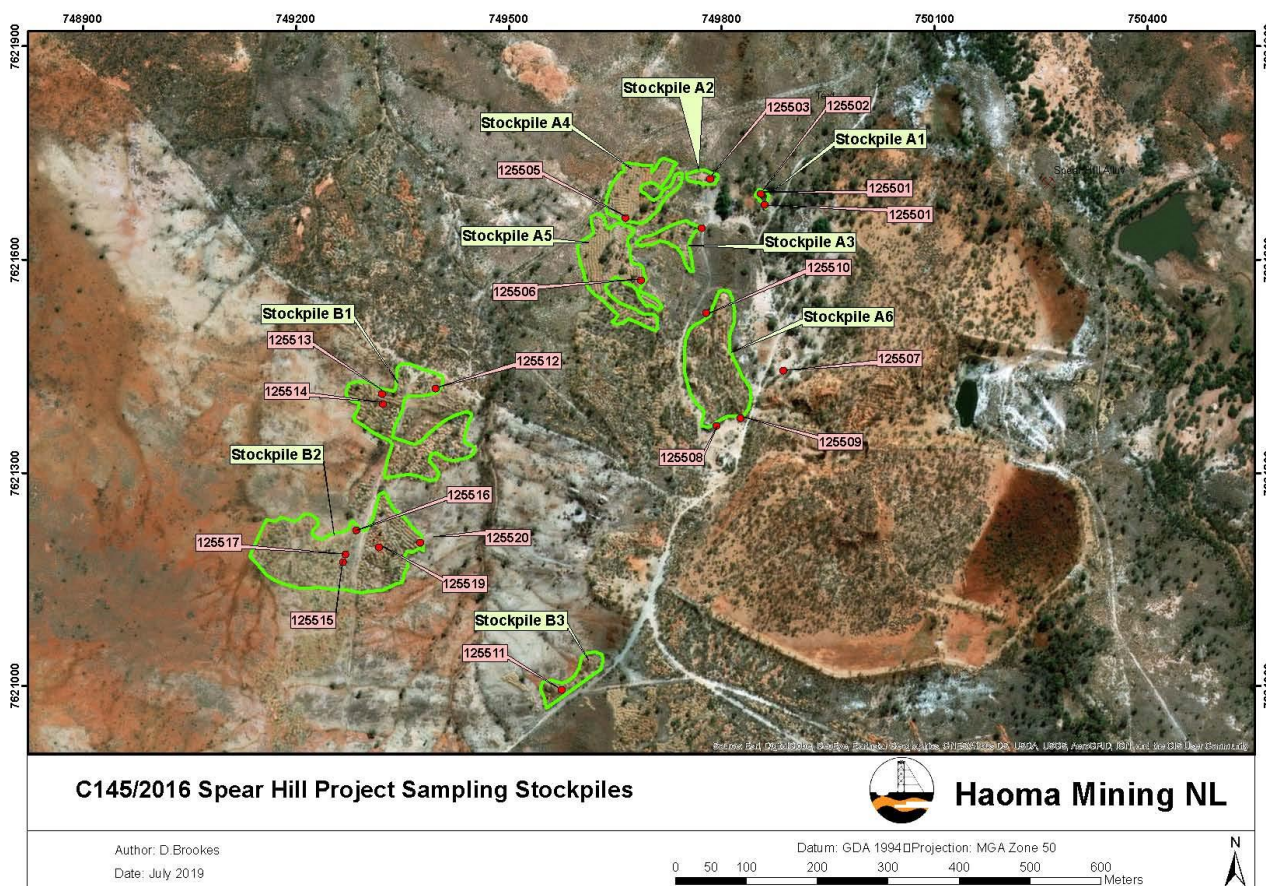 748900 749200 749500 749800 750100 750400
7621900
7621600
7621300
7621000
Stockpile A2
125503
125502
Stockpile A4
Stockpile A1
125505
125501
125501
Stockpile A5
Stockpile A3
125510
125506
Stockpile B1
Stockpile A6
125513
125512
125507
125514
125509
125508
Stockpile B2
125516
125517
125520
125519
125515
Stockpile B3
125511
C145/2016 Spear Hill Project Sampling Stockpiles
Haoma Mining NL
Author: D.Brookes
Date: July 2019
Datum: GDA 1994▯Projection: MGA Zone 50
0 50 100 200 300 400 500 600
Meters
N